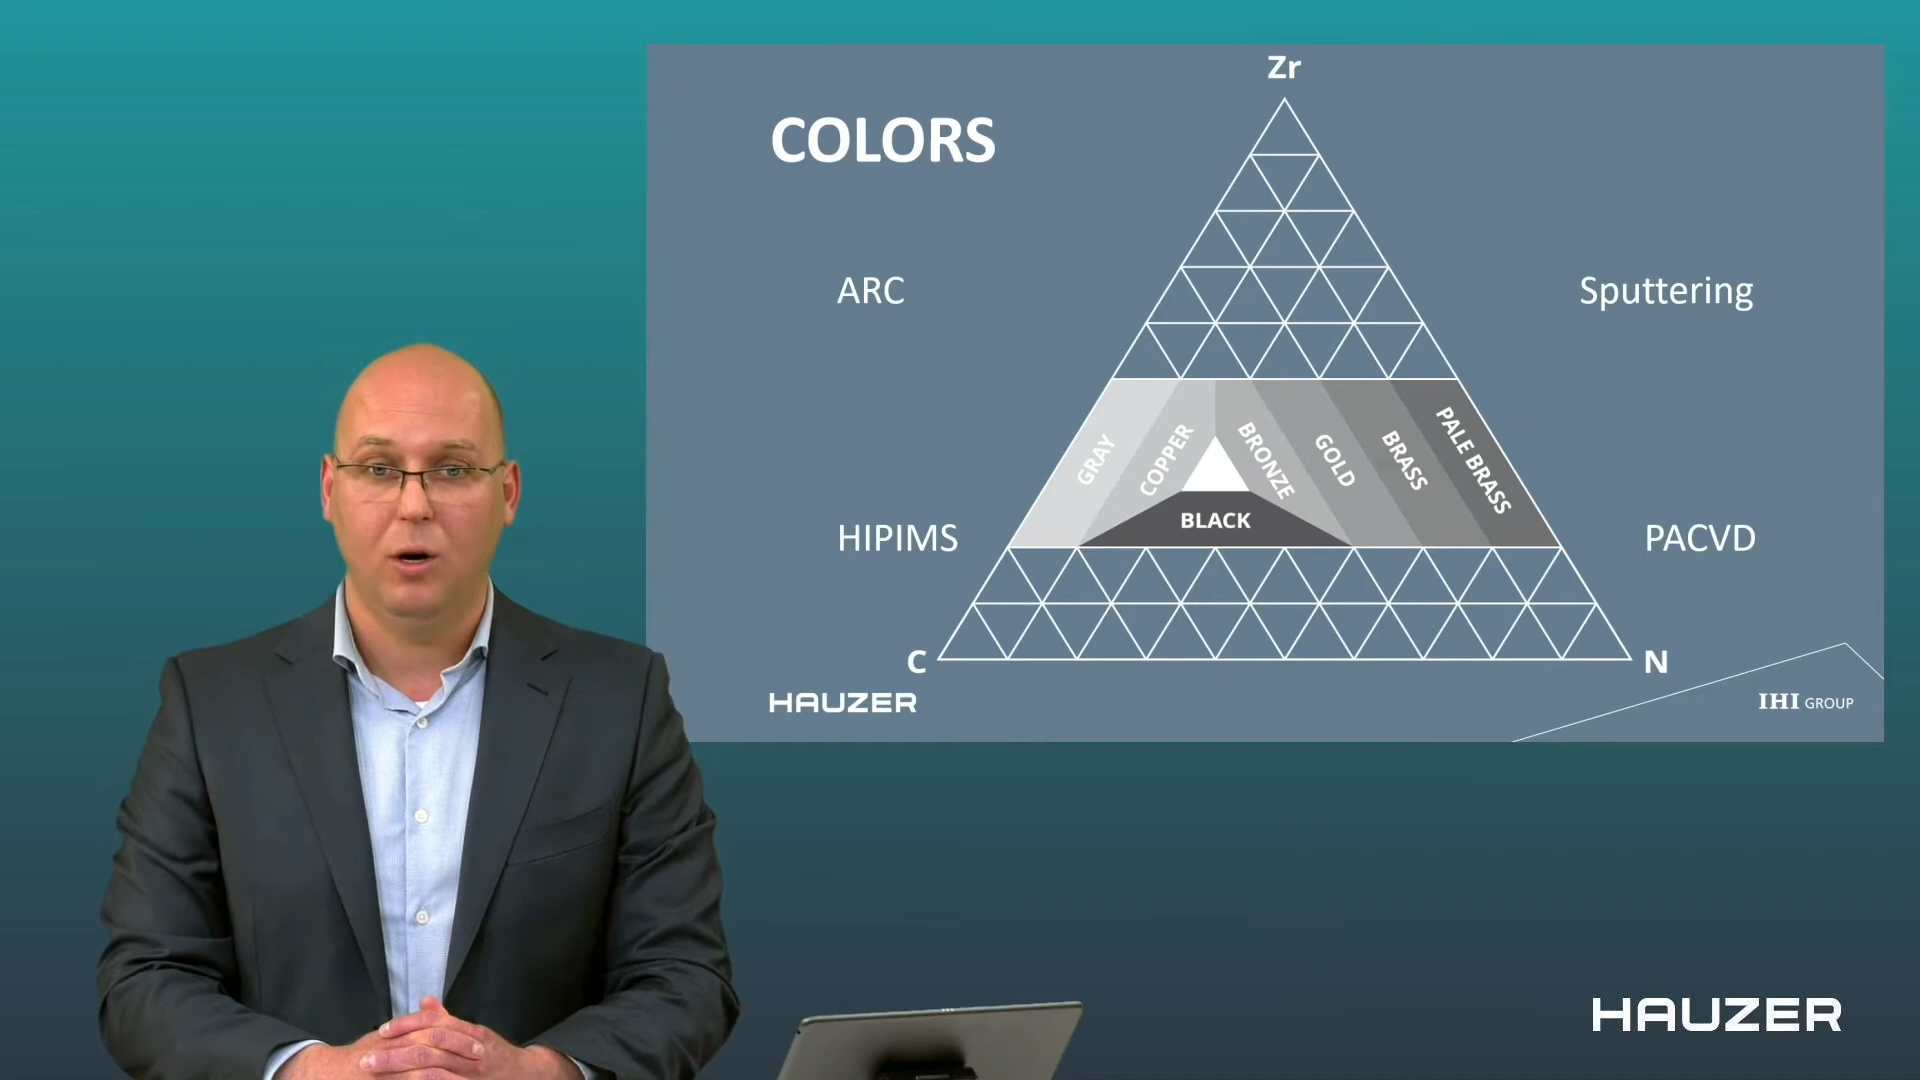 Zr
COLORS
ARC
Sputtering
GRAY
COPPER
BRONZE
GOLD
BRASS
PALE BRASS
BLACK
HIPIMS
PACVD
C
N
HAUZER
IHI GROUP
HAUZER